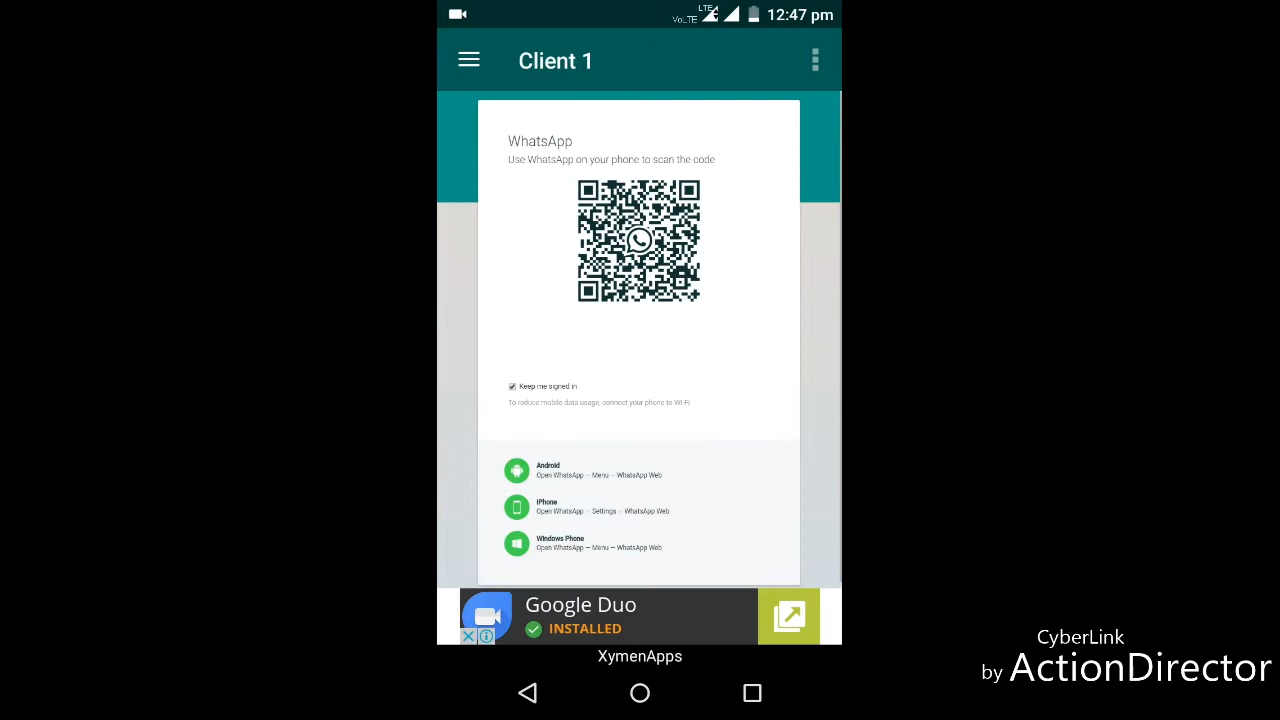 LTE
VoLTE
12:47 pm
Client 1
WhatsApp
Use WhatsApp on your phone to scan the code
Keep me signed in
To reduce mobile data usage, connect your phone to Wi-Fi
Android
Open WhatsApp – Menu – WhatsApp Web
iPhone
Open WhatsApp – Settings – WhatsApp Web
Windows Phone
Open WhatsApp – Menu – WhatsApp Web
Google Duo
INSTALLED
XymenApps
CyberLink
by ActionDirector